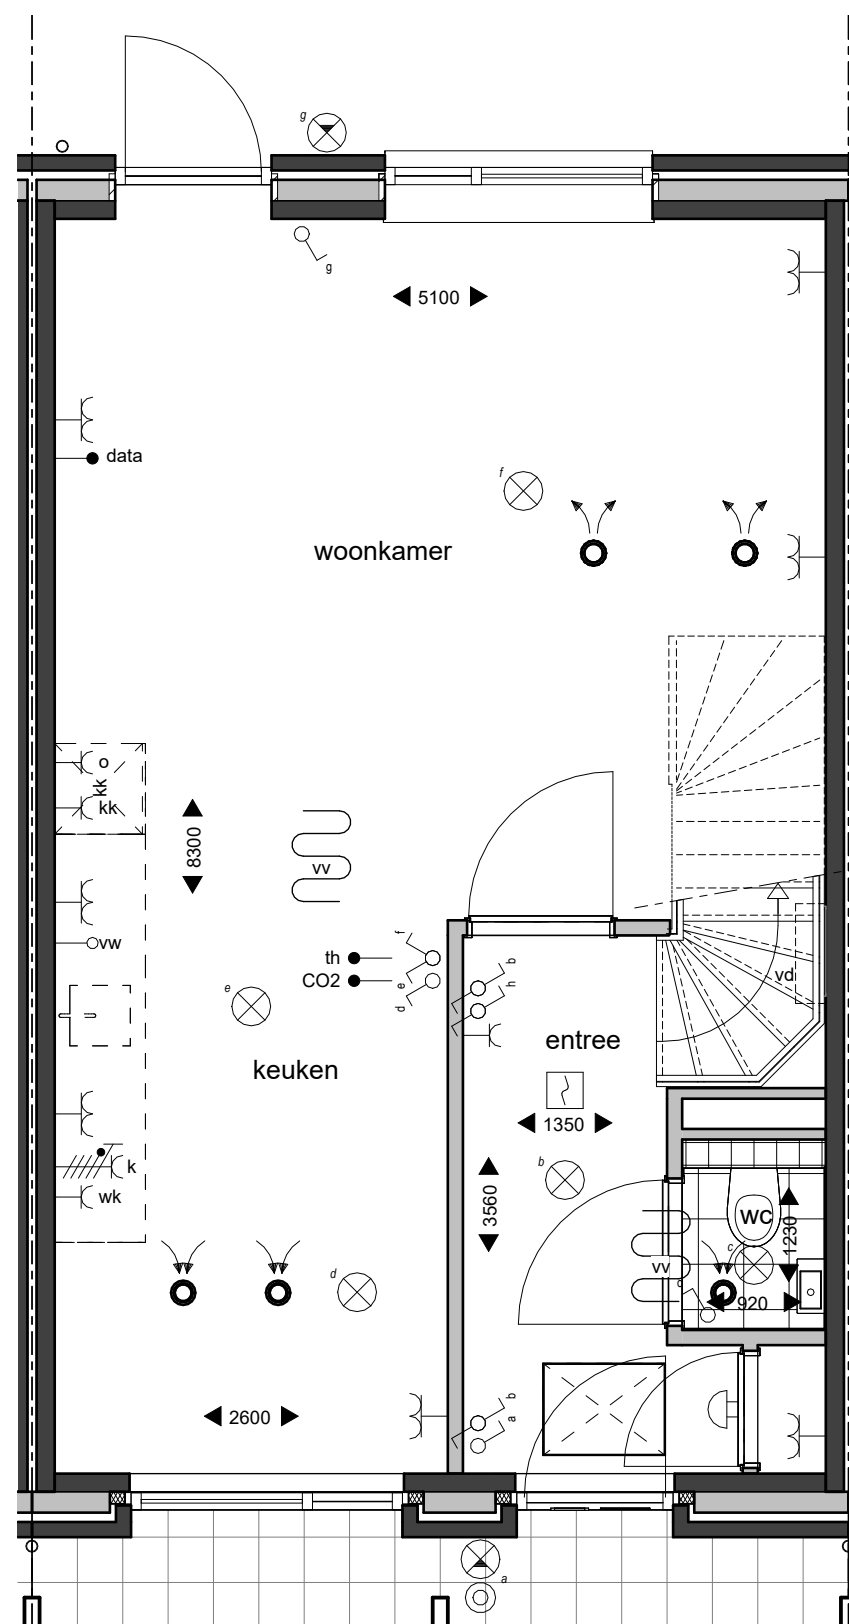 g
g
5100
data
f
woonkamer
o
kk
kk
8300
vv
vw
f
th
CO2
e
d
b
h
e
vd
entree
keuken
1350
k
wk
b
3560
WC
1230
c
vv
c
920
d
b
a
2600
a